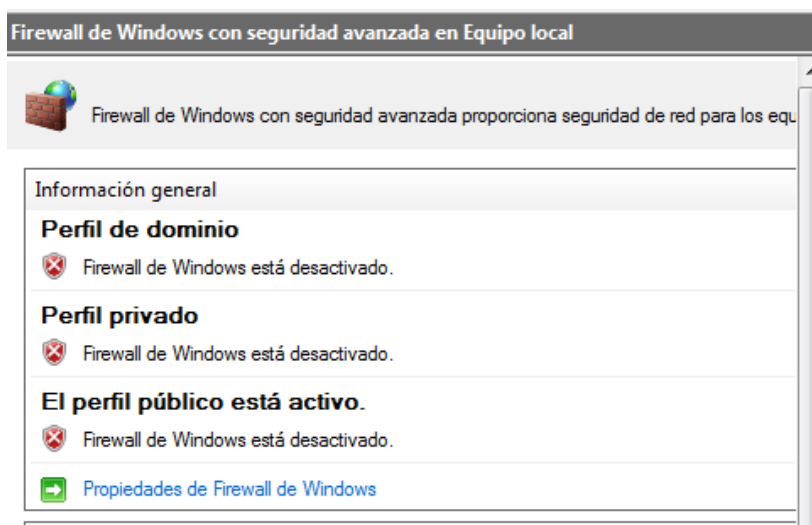 Firewall de Windows con seguridad avanzada en Equipo local
Firewall de Windows con seguridad avanzada proporciona seguridad de red para los equ
Información general
Perfil de dominio
Firewall de Windows está desactivado.
Perfil privado
Firewall de Windows está desactivado.
El perfil público está activo.
Firewall de Windows está desactivado.
Propiedades de Firewall de Windows